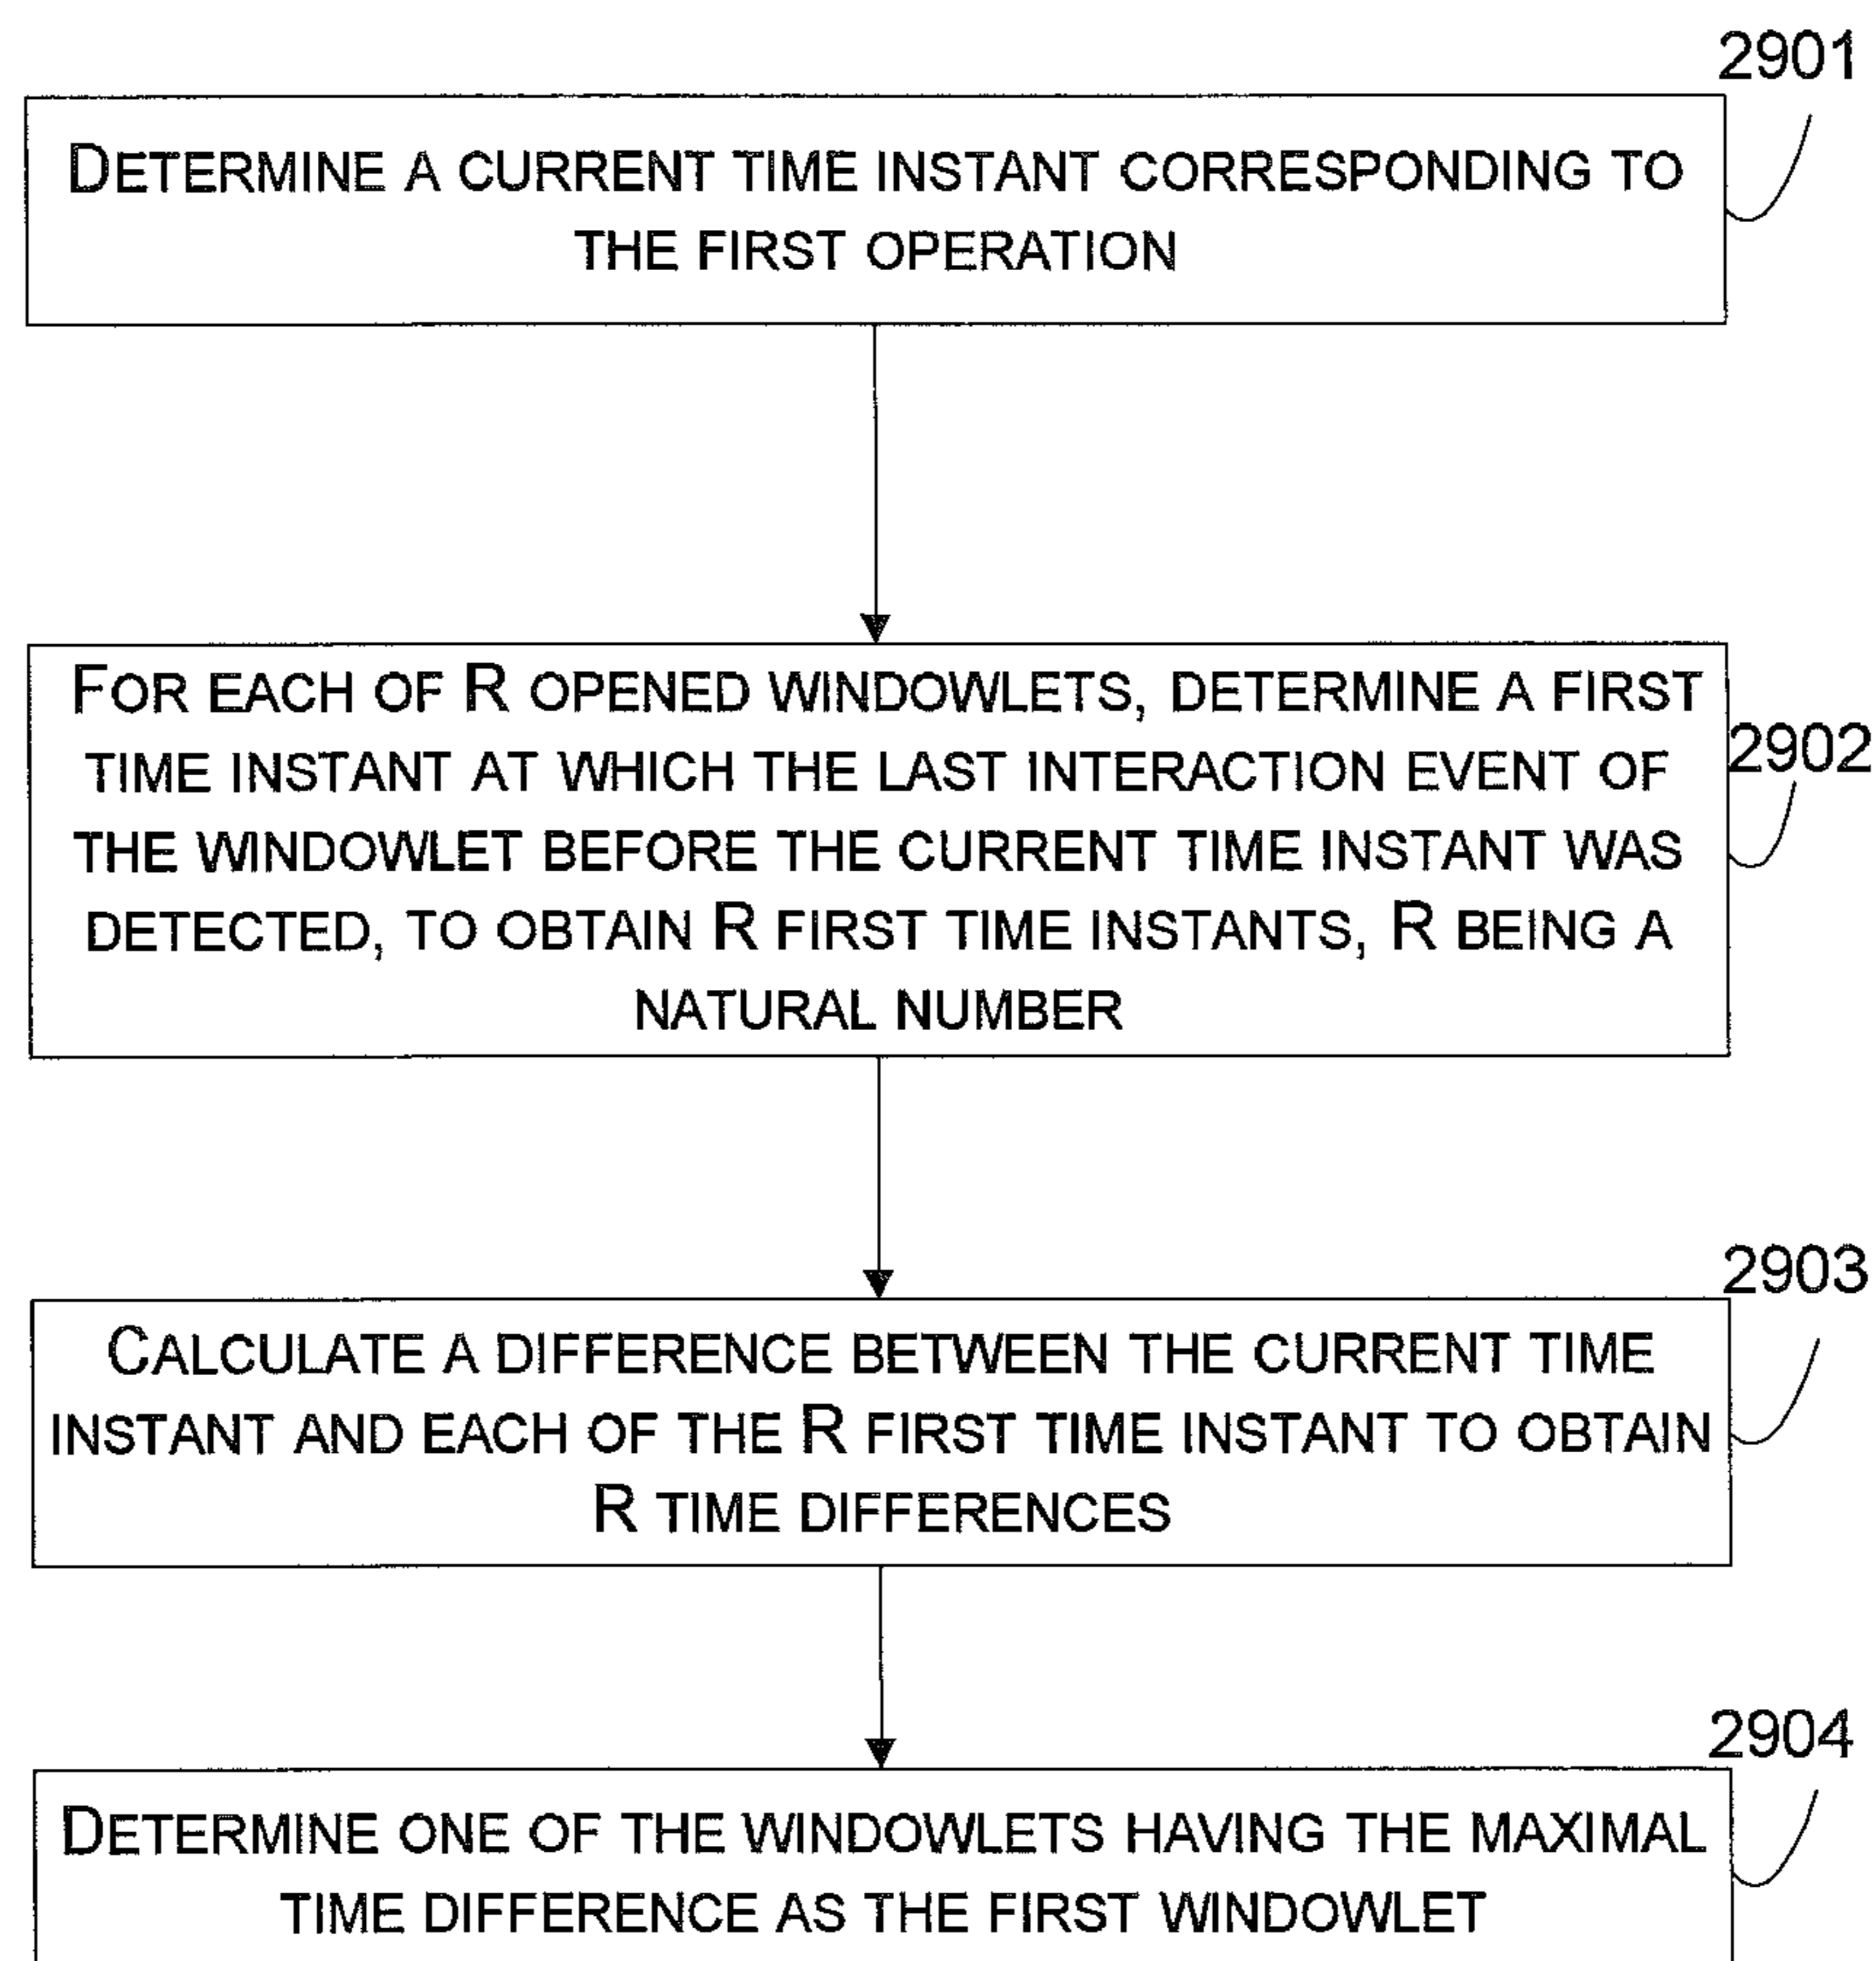 2901
DETERMINE A CURRENT TIME INSTANT CORRESPONDING TO
THE FIRST OPERATION
FOR EACH OF R OPENED WINDOWLETS, DETERMINE A FIRST
TIME INSTANT AT WHICH THE LAST INTERACTION EVENT OF
THE WINDOWLET BEFORE THE CURRENT TIME INSTANT WAS
DETECTED, TO OBTAIN R FIRST TIME INSTANTS, R BEING A
NATURAL NUMBER
2902
2903
CALCULATE A DIFFERENCE BETWEEN THE CURRENT TIME
INSTANT AND EACH OF THE R FIRST TIME INSTANT TO OBTAIN
R TIME DIFFERENCES
2904
DETERMINE ONE OF THE WINDOWLETS HAVING THE MAXIMAL
TIME DIFFERENCE AS THE FIRST WINDOWLET